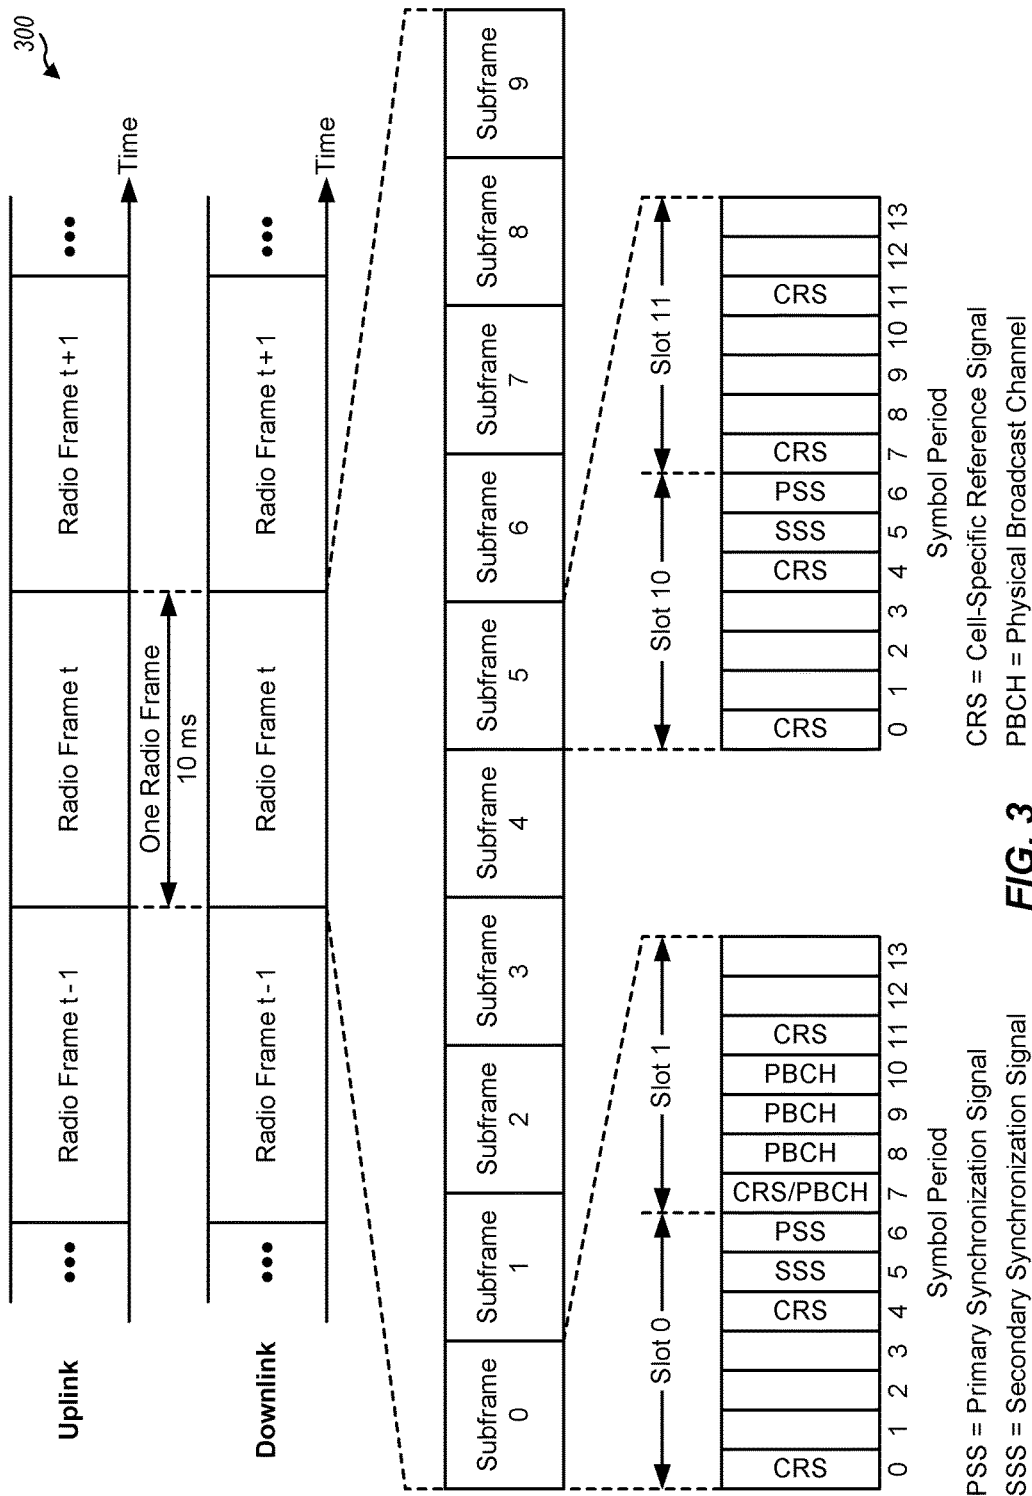 300
Uplink
••• Radio Frame t - 1 Radio Frame t Radio Frame t + 1 •••
Time
One Radio Frame
10 ms
Downlink
••• Radio Frame t - 1 Radio Frame t Radio Frame t + 1 •••
Time
Subframe 0
Subframe 1
Subframe 2
Subframe 3
Subframe 4
Subframe 5
Subframe 6
Subframe 7
Subframe 8
Subframe 9
Slot 0 Slot 1
CRS CRS SSS PSS CRS/PBCH PBCH PBCH PBCH CRS
0 1 2 3 4 5 6 7 8 9 10 11 12 13
Symbol Period
Slot 10 Slot 11
CRS CRS SSS PSS CRS CRS
0 1 2 3 4 5 6 7 8 9 10 11 12 13
Symbol Period
PSS = Primary Synchronization Signal
SSS = Secondary Synchronization Signal
CRS = Cell-Specific Reference Signal
PBCH = Physical Broadcast Channel
FIG. 3